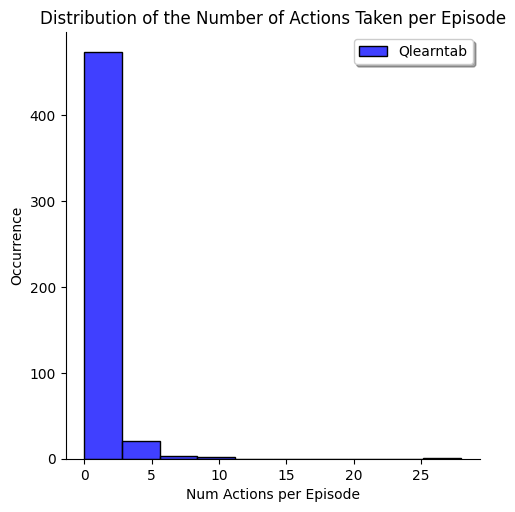 Distribution of the Number of Actions Taken per Episode
Qlearntab
400
300
200
100
0
Occurrence
0 5 10 15 20 25
Num Actions per Episode